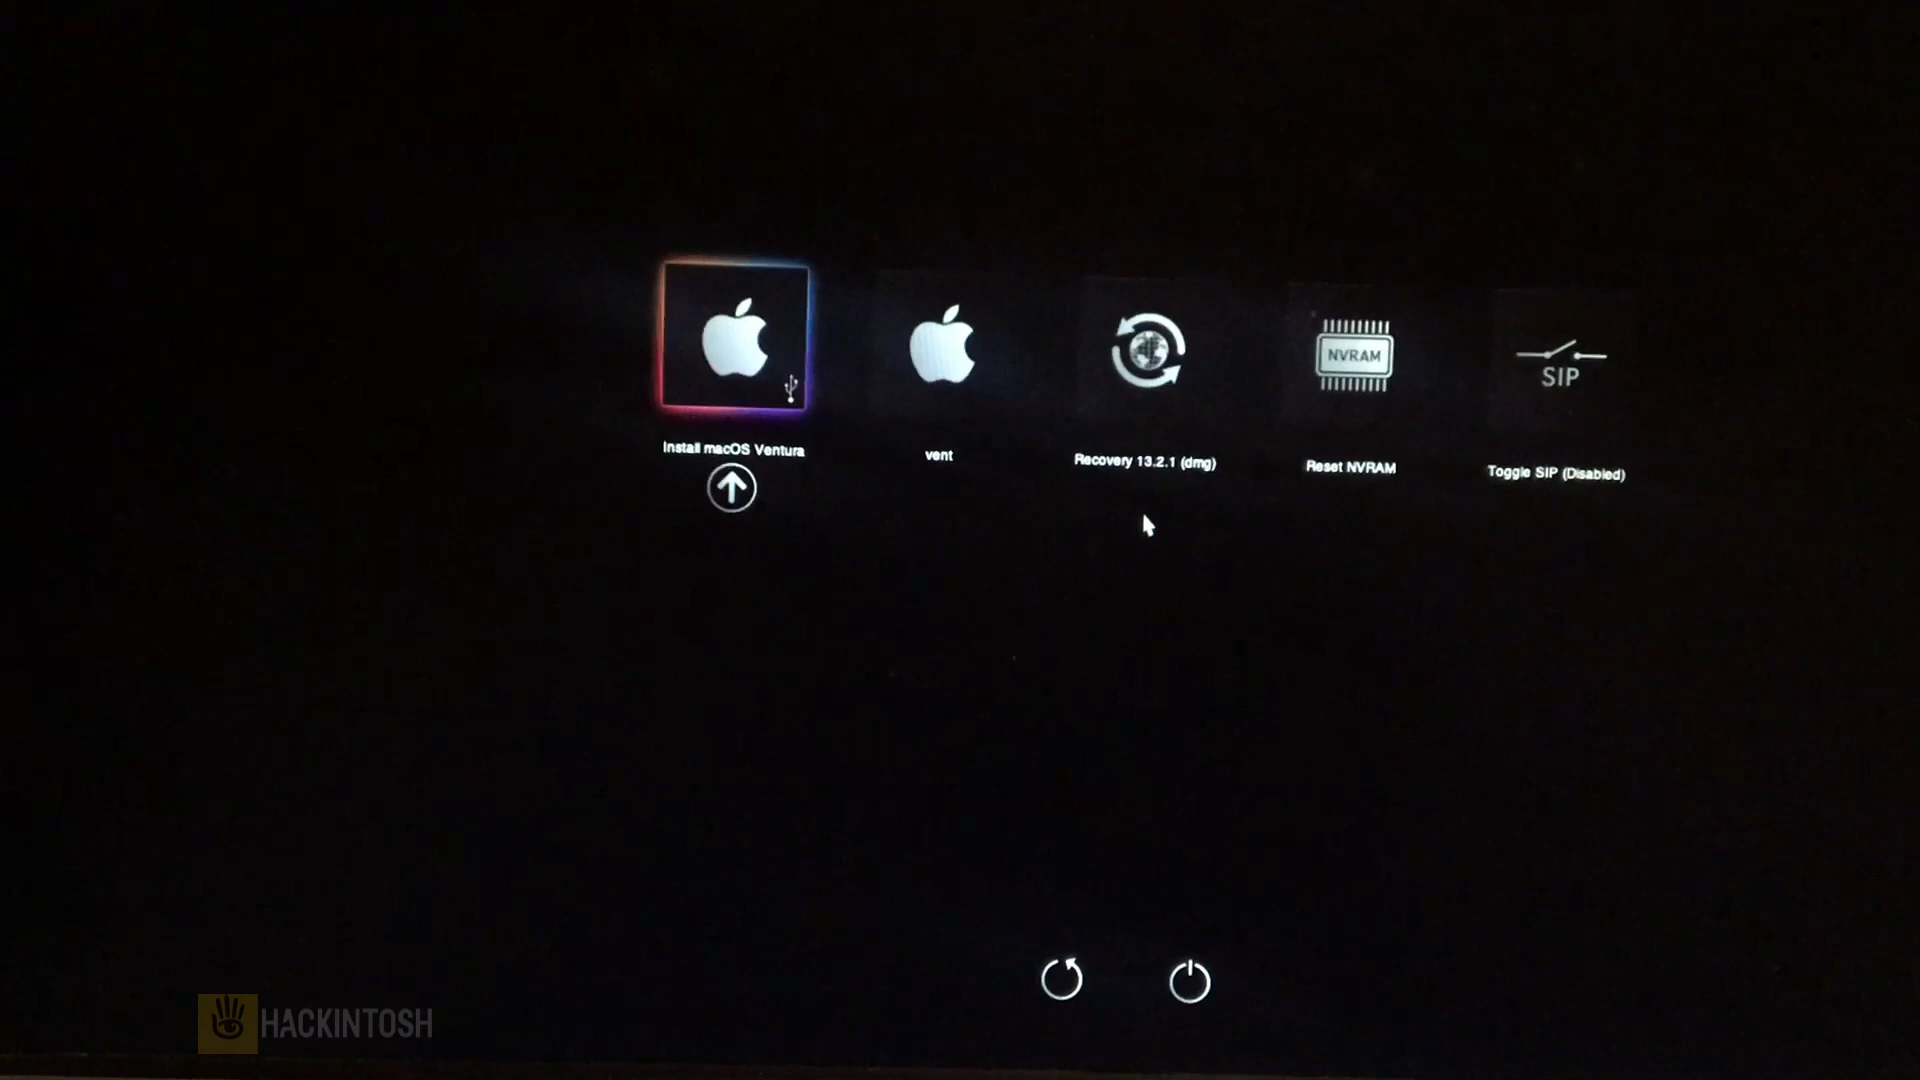 NVRAM
SIP
Install macOS Ventura
vent
Recovery 13.2.1 (dmg)
Reset NVRAM
Toggle SIP (Disabled)
HACKINTOSH